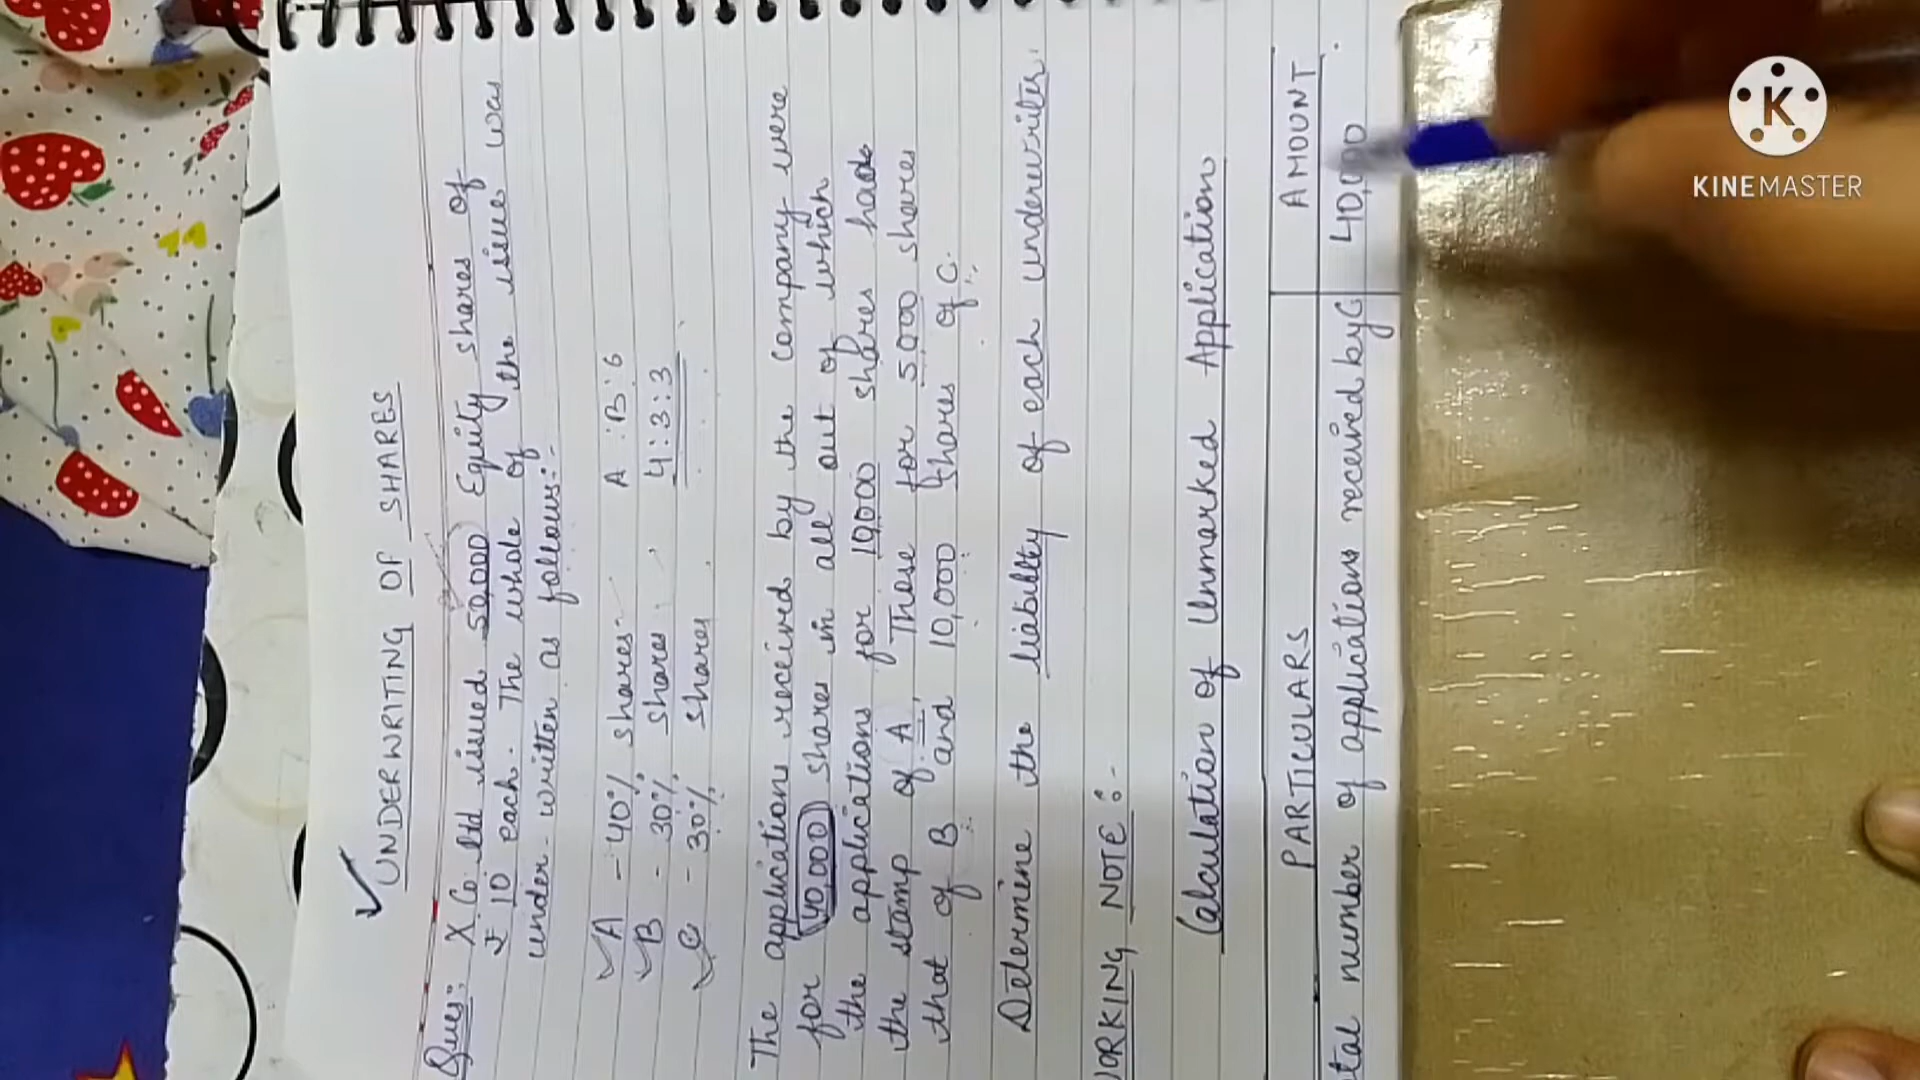 UNDERWRITING OF SHARES
Ques:- X Co. ltd issued 50,000 Equity shares of
₹ 10 each. The whole of the issue was
under-written as follows:-
A - 40% shares A : B : C
B - 30% shares 4 : 3 : 3
C - 30% shares
The applications received by the company were
for 40,000 shares in all out of which
the applications for 10,000 shares had
the stamp of A, those for 5,000 shares
that of B and 10,000 shares of C.
Determine the liability of each underwriter.
WORKING NOTE :-
Calculation of Unmarked Application
PARTICULARS AMOUNT
tal number of applications received by C 40,000
KINEMASTER